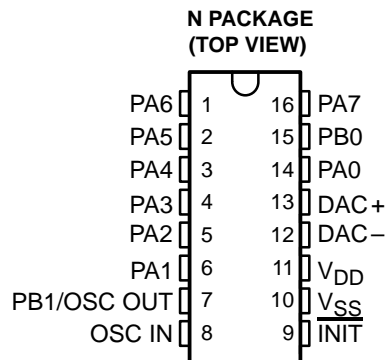 N PACKAGE
(TOP VIEW)
PA6 1 16 PA7
PA5 2 15 PB0
PA4 3 14 PA0
PA3 4 13 DAC+
PA2 5 12 DAC–
PA1 6 11 VDD
PB1/OSC OUT 7 10 VSS
OSC IN 8 9 INIT